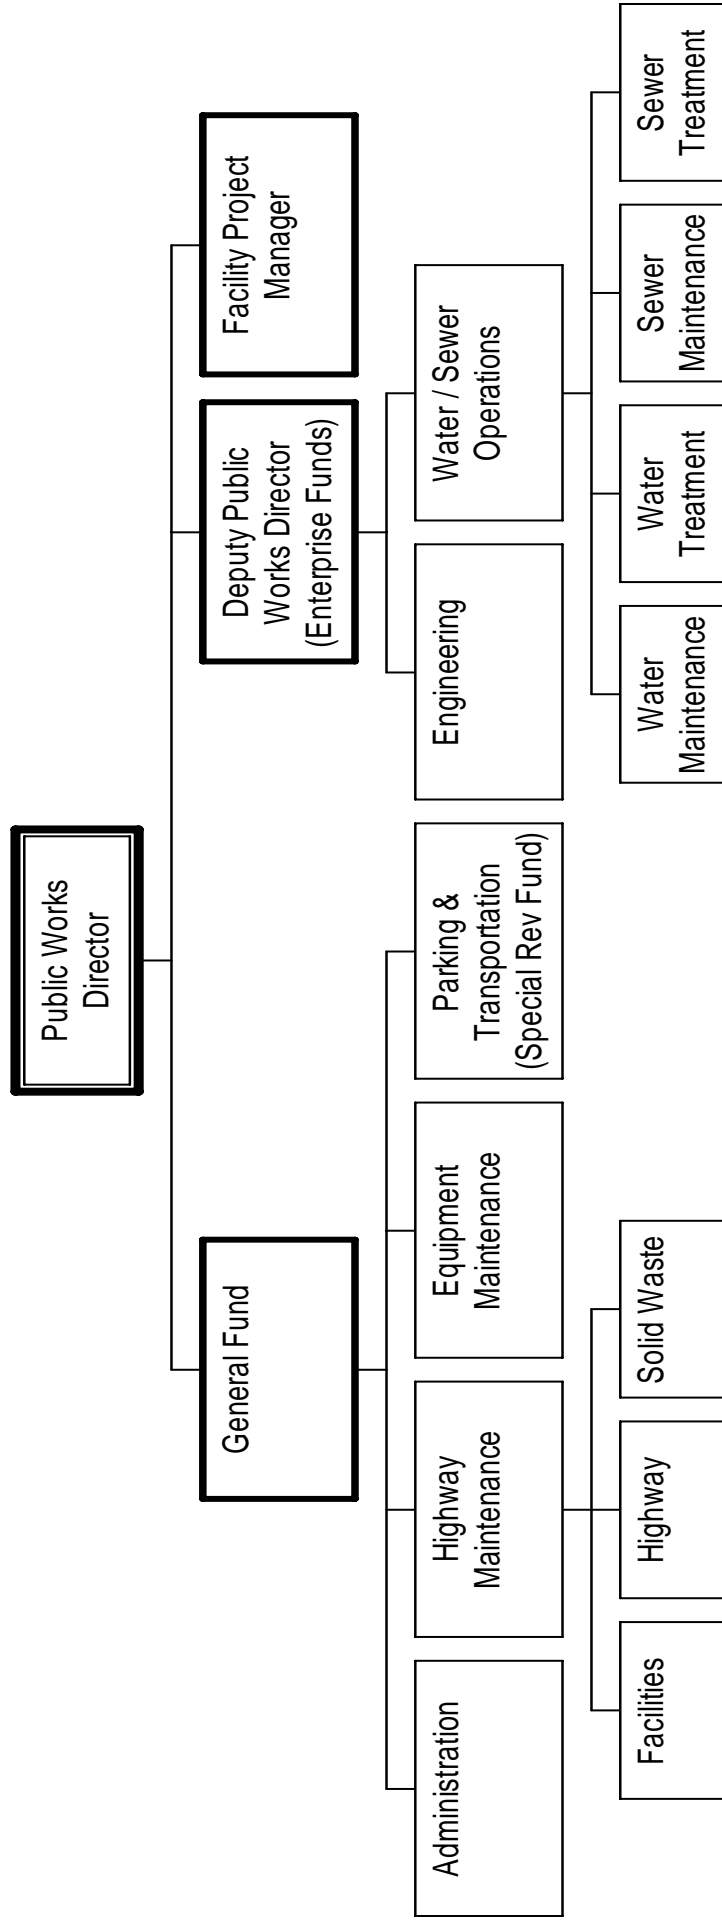 Public Works
Director
General Fund
Deputy Public
Works Director
(Enterprise Funds)
Facility Project
Manager
Administration
Highway
Maintenance
Equipment
Maintenance
Parking &
Transportation
(Special Rev Fund)
Engineering
Water / Sewer
Operations
Facilities
Highway
Solid Waste
Water
Maintenance
Water
Treatment
Sewer
Maintenance
Sewer
Treatment